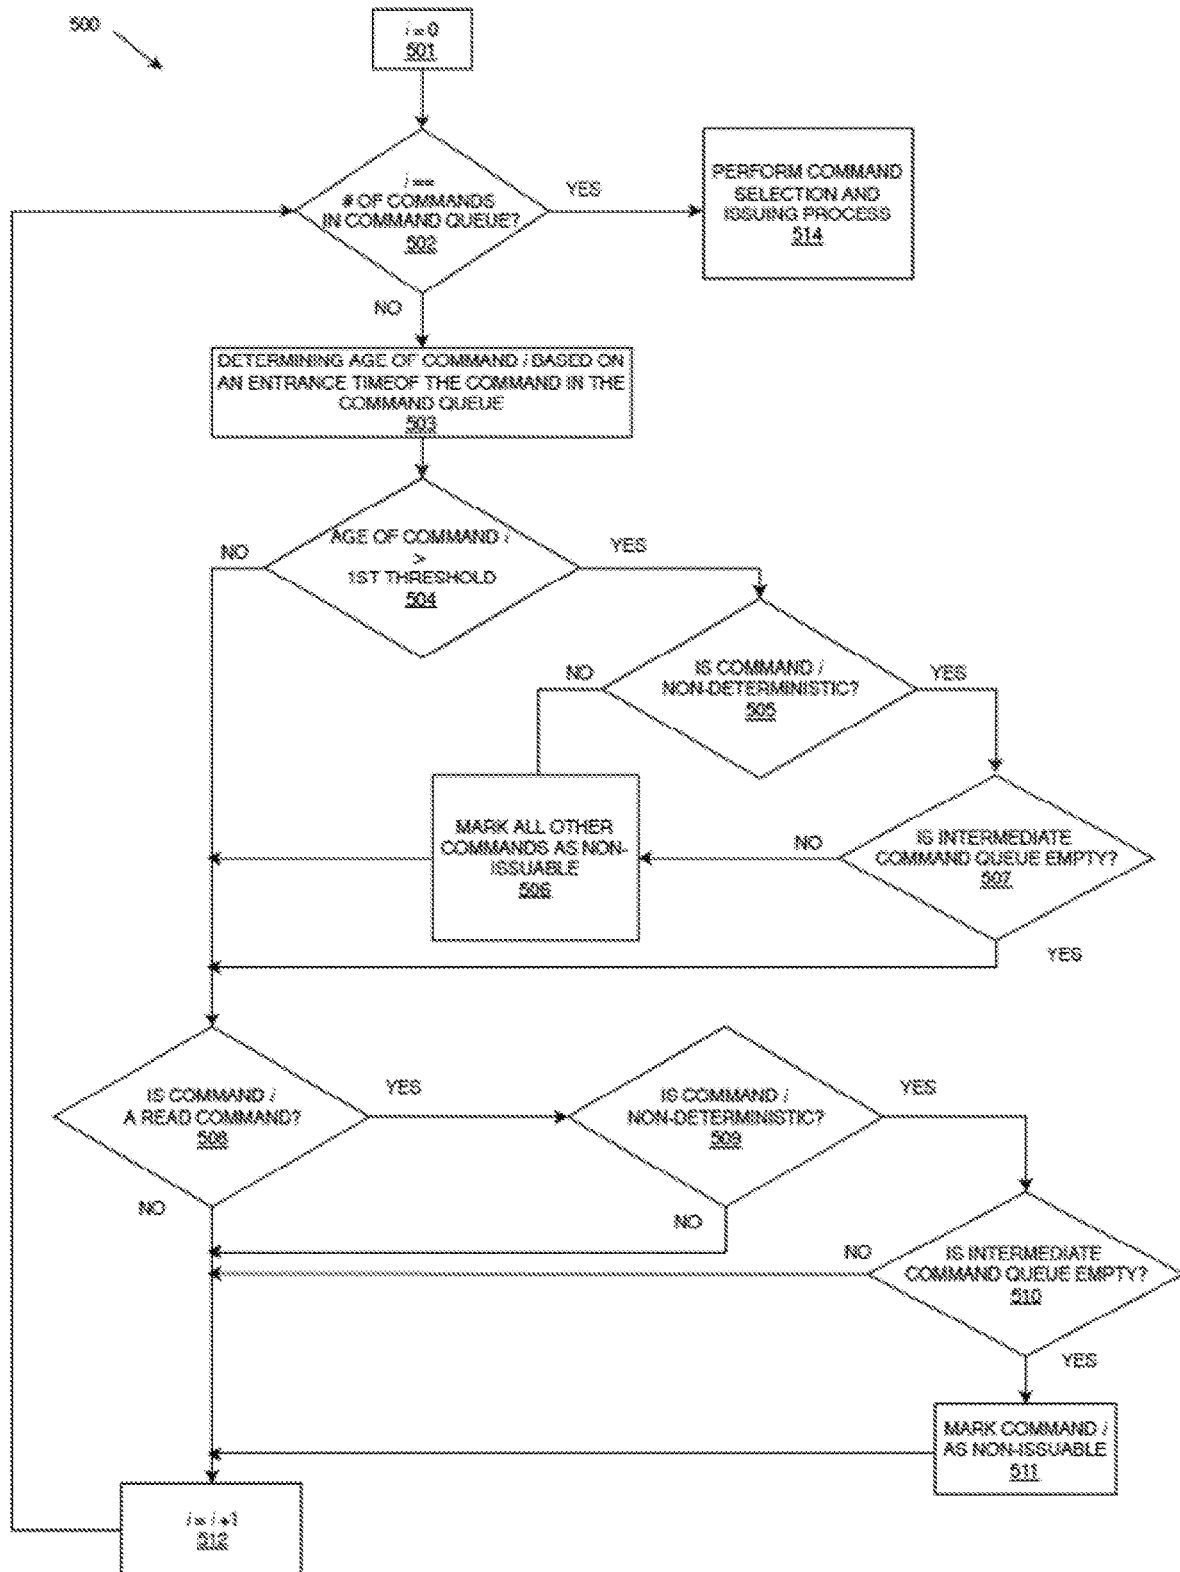 500
i = 0
501
i ==
# OF COMMANDS
IN COMMAND QUEUE?
502
YES
PERFORM COMMAND
SELECTION AND
ISSUING PROCESS
514
NO
DETERMINING AGE OF COMMAND i BASED ON
AN ENTRANCE TIMEOF THE COMMAND IN THE
COMMAND QUEUE
503
AGE OF COMMAND i
>
1ST THRESHOLD
504
NO
YES
IS COMMAND i
NON-DETERMINISTIC?
505
NO
YES
MARK ALL OTHER
COMMANDS AS NON-
ISSUABLE
506
NO
IS INTERMEDIATE
COMMAND QUEUE EMPTY?
507
YES
IS COMMAND i
A READ COMMAND?
508
YES
IS COMMAND i
NON-DETERMINISTIC?
509
YES
NO
NO
NO
IS INTERMEDIATE
COMMAND QUEUE EMPTY?
510
YES
MARK COMMAND i
AS NON-ISSUABLE
511
i = i +1
512